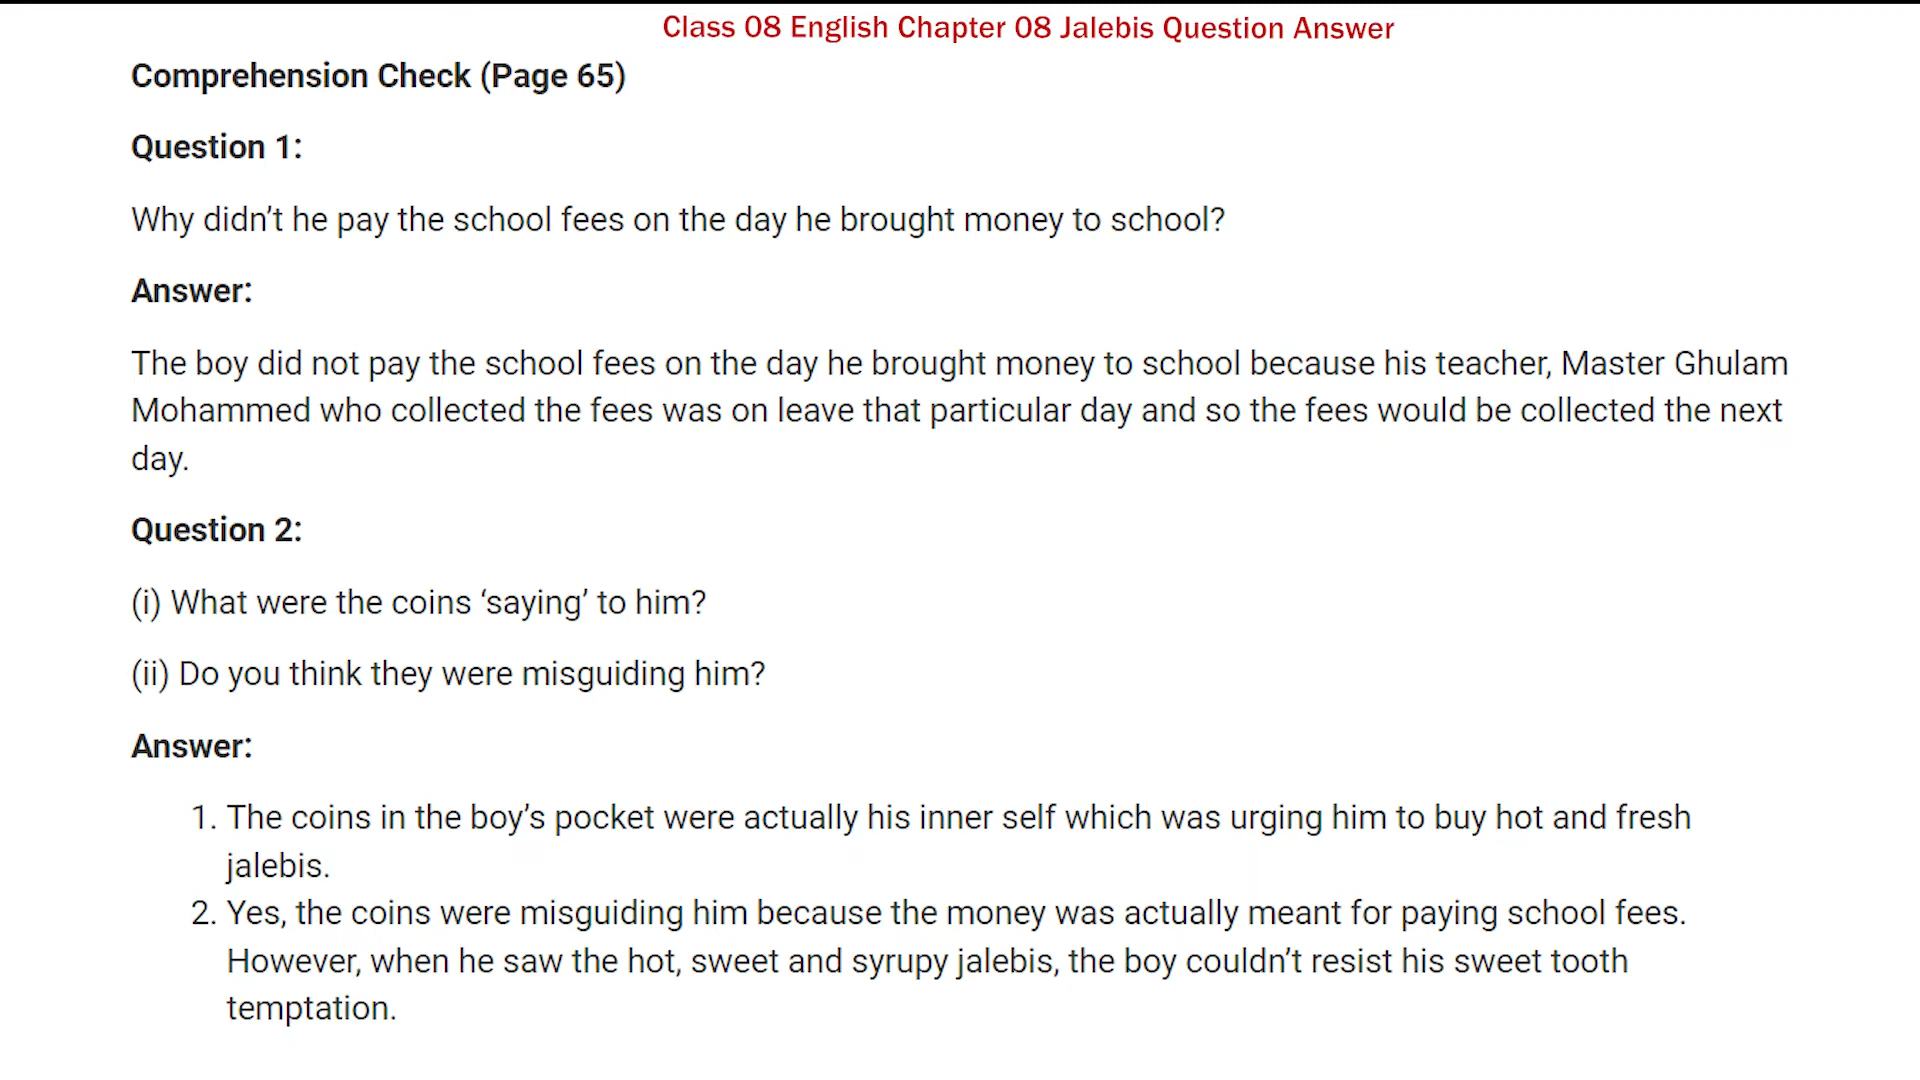 Class 08 English Chapter 08 Jalebis Question Answer
Comprehension Check (Page 65)
Question 1:
Why didn’t he pay the school fees on the day he brought money to school?
Answer:
The boy did not pay the school fees on the day he brought money to school because his teacher, Master Ghulam
Mohammed who collected the fees was on leave that particular day and so the fees would be collected the next
day.
Question 2:
(i) What were the coins ‘saying’ to him?
(ii) Do you think they were misguiding him?
Answer:
1. The coins in the boy’s pocket were actually his inner self which was urging him to buy hot and fresh
jalebis.
2. Yes, the coins were misguiding him because the money was actually meant for paying school fees.
However, when he saw the hot, sweet and syrupy jalebis, the boy couldn’t resist his sweet tooth
temptation.